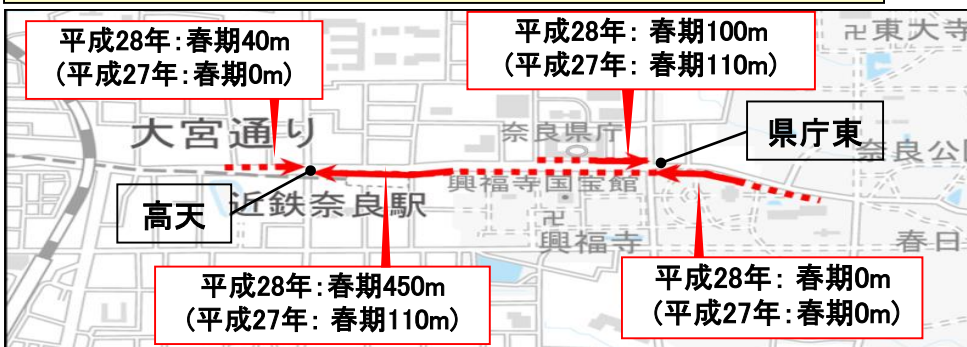 平成28年：春期40m
（平成27年：春期0m）
平成28年： 春期100m
（平成27年： 春期110m）
卍東大寺
大宮通り
奈良県庁
県庁東
奈良公
高天
近鉄奈良駅
興福寺国宝館
卍
興福寺
春日
平成28年：春期450m
（平成27年： 春期110m）
平成28年： 春期0m
（平成27年：春期0m）